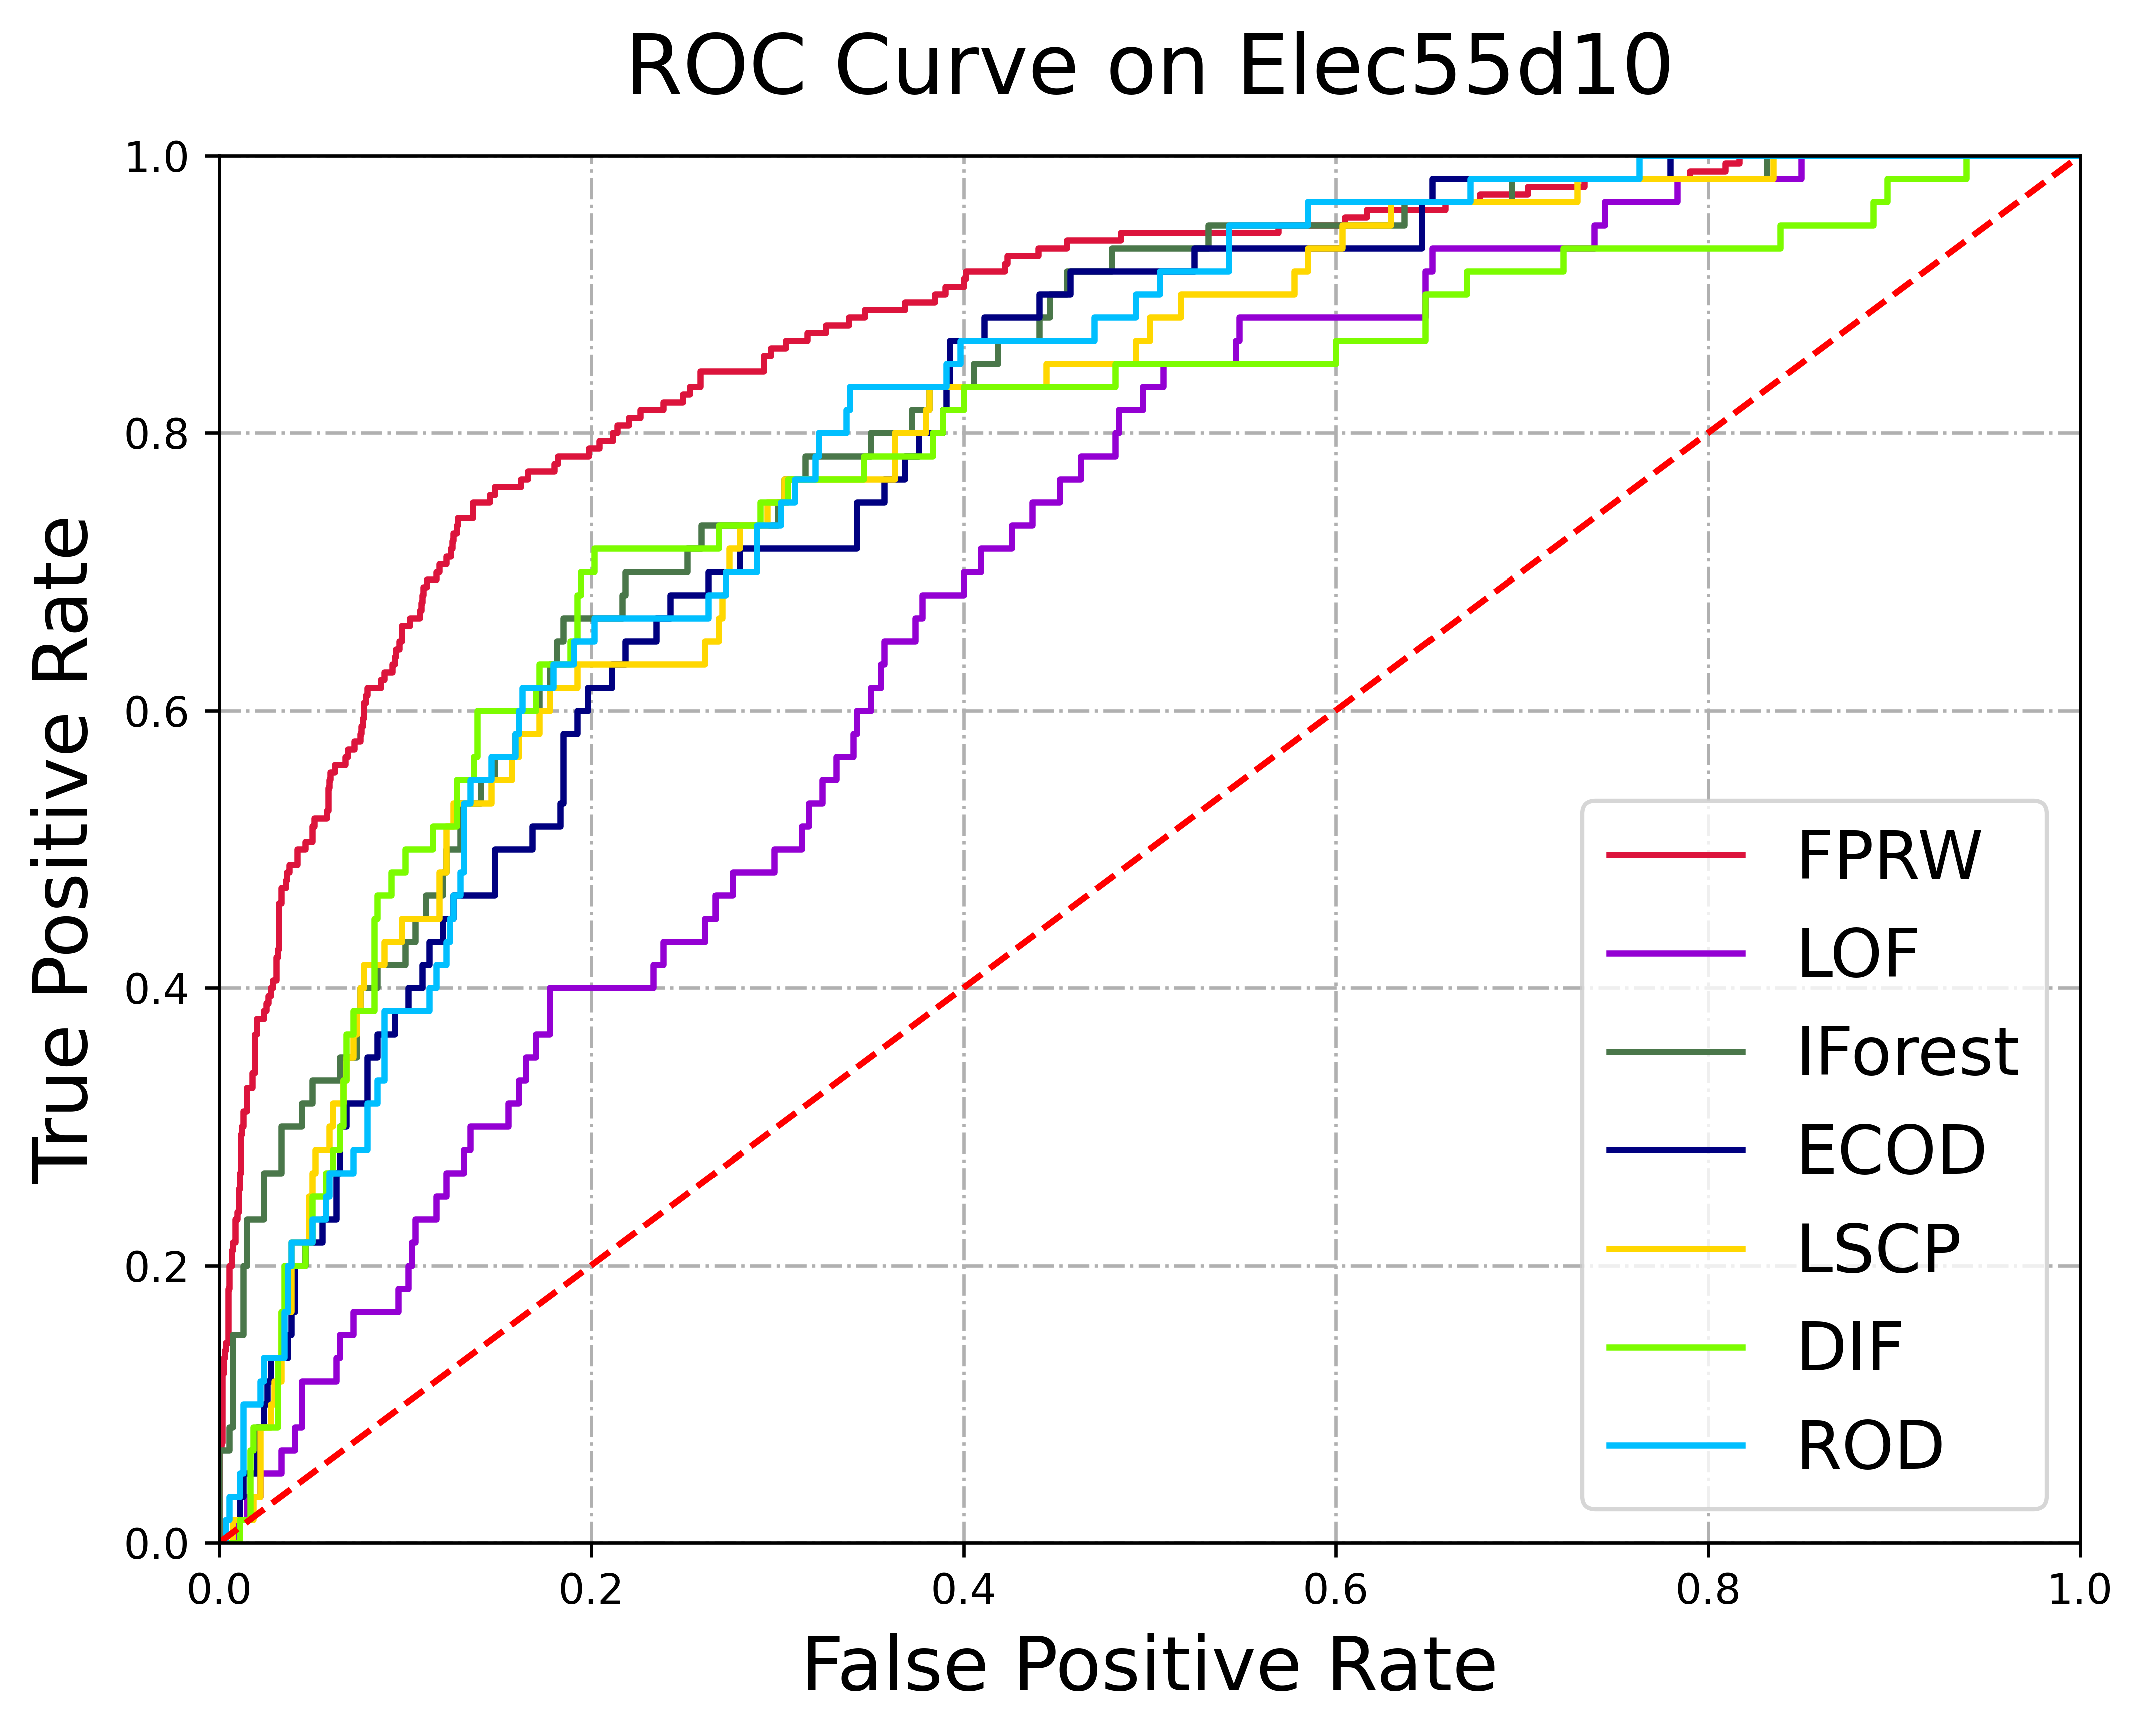 ROC Curve on Elec55d10
1.0
0.8
0.6
0.4
0.2
0.0
True Positive Rate
FPRW
LOF
IForest
ECOD
LSCP
DIF
ROD
0.0 0.2 0.4 0.6 0.8 1.0
False Positive Rate